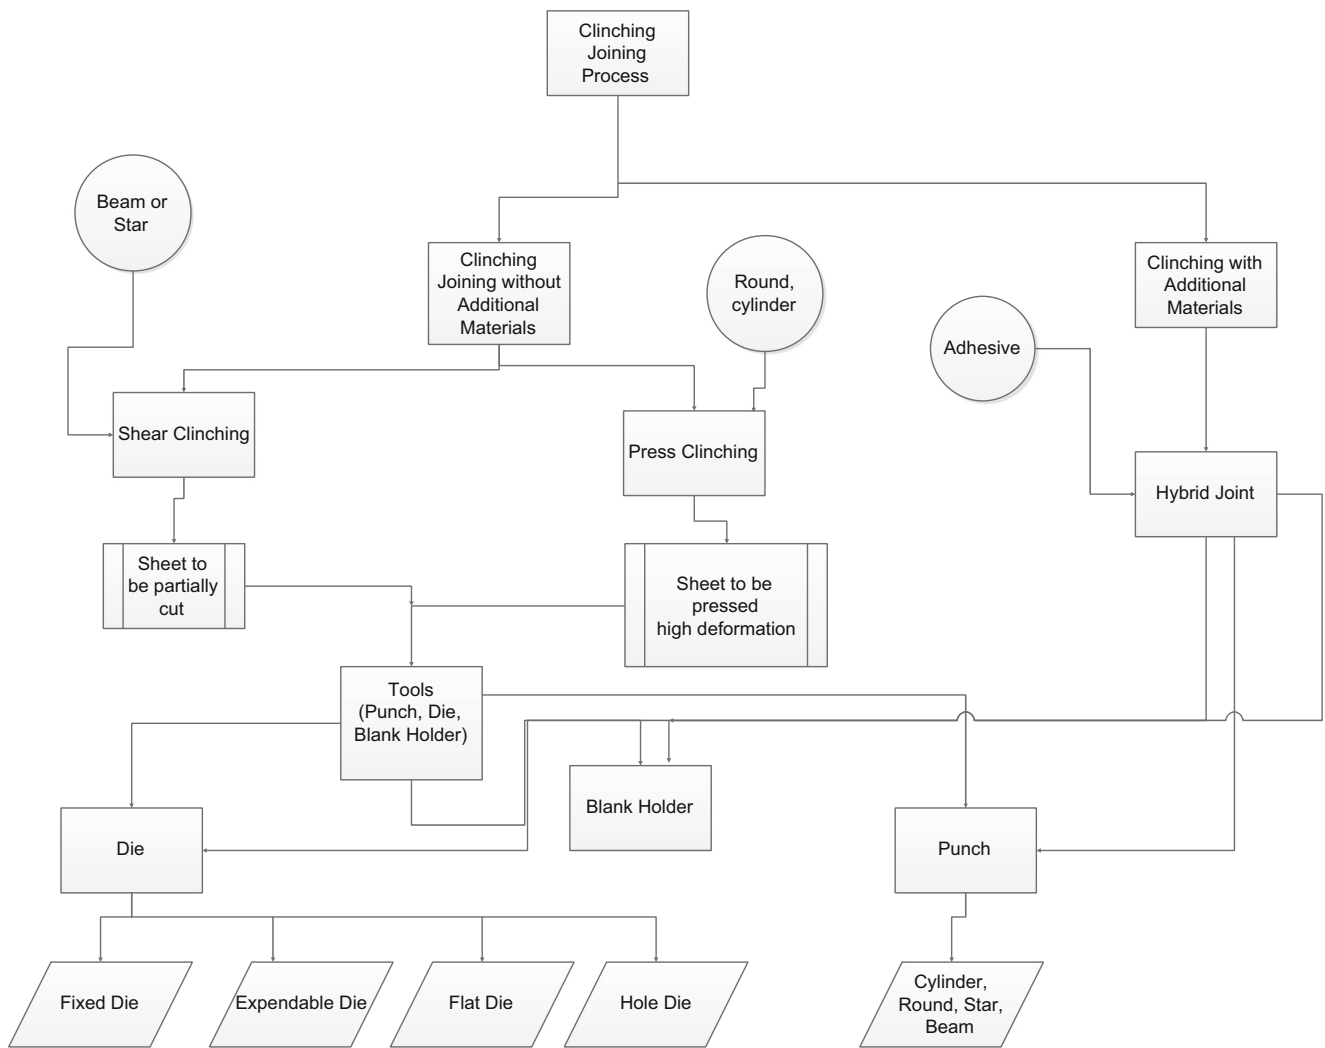 Clinching
Joining
Process
Beam or
Star
Clinching
Joining without
Additional
Materials
Round,
cylinder
Clinching with
Additional
Materials
Adhesive
Shear Clinching
Press Clinching
Hybrid Joint
Sheet to
be partially
cut
Sheet to be
pressed
high deformation
Tools
(Punch, Die,
Blank Holder)
Blank Holder
Die
Punch
Fixed Die
Expendable Die
Flat Die
Hole Die
Cylinder,
Round, Star,
Beam